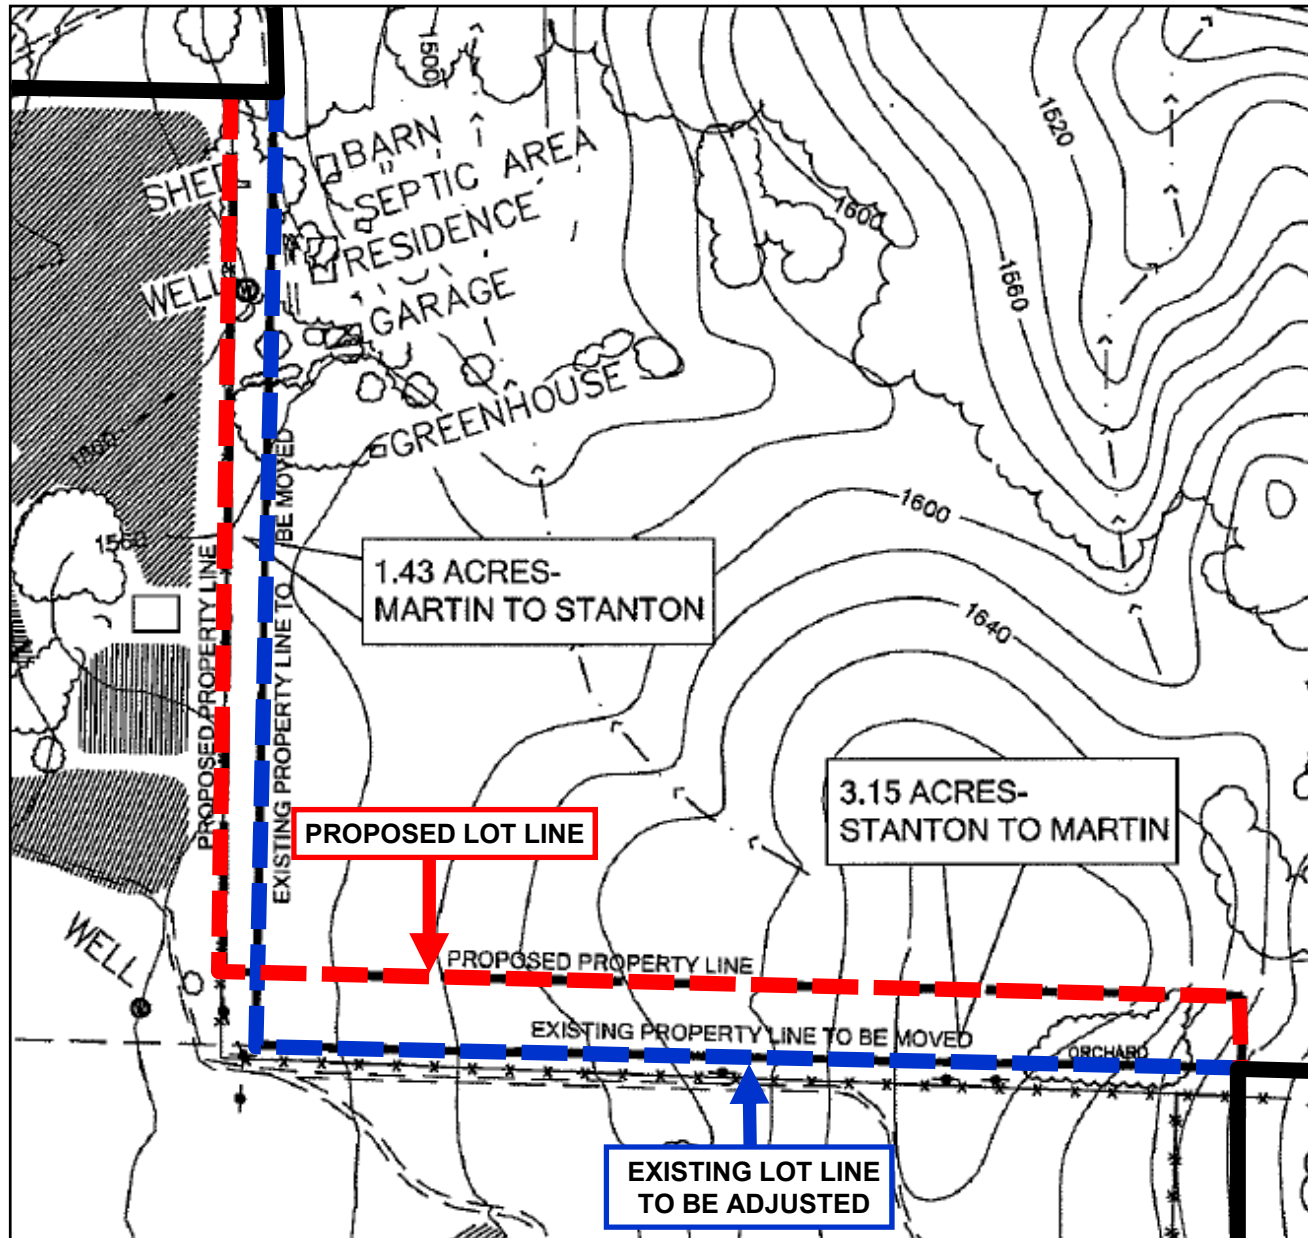 1500
1520
BARN
SEPTIC AREA
SHED
RESIDENCE
1600
1560
WELL
GARAGE
GREENHOUSE
1560
1600
1.43 ACRES-
MARTIN TO STANTON
1640
PROPOSED PROPERTY LINE
EXISTING PROPERTY LINE TO BE MOVED
3.15 ACRES-
STANTON TO MARTIN
PROPOSED LOT LINE
WELL
PROPOSED PROPERTY LINE
EXISTING PROPERTY LINE TO BE MOVED
ORCHARD
EXISTING LOT LINE
TO BE ADJUSTED